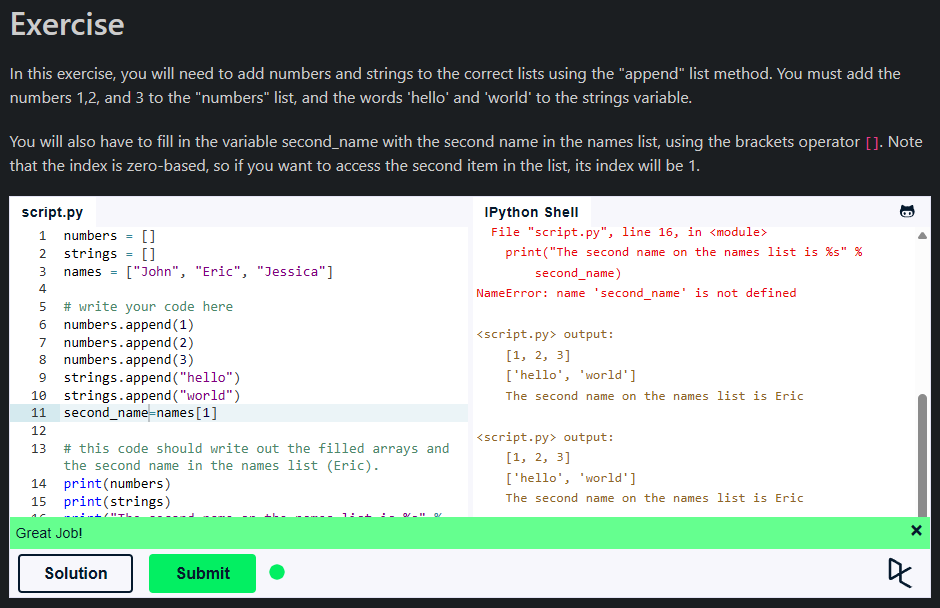 Exercise
In this exercise, you will need to add numbers and strings to the correct lists using the "append" list method. You must add the
numbers 1,2, and 3 to the "numbers" list, and the words 'hello' and 'world' to the strings variable.
You will also have to fill in the variable second_name with the second name in the names list, using the brackets operator []. Note
that the index is zero-based, so if you want to access the second item in the list, its index will be 1.
script.py
1 numbers = []
2 strings = []
3 names = ["John", "Eric", "Jessica"]
4
5 # write your code here
6 numbers.append(1)
7 numbers.append(2)
8 numbers.append(3)
9 strings.append("hello")
10 strings.append("world")
11 second_name=names[1]
12
13 # this code should write out the filled arrays and
the second name in the names list (Eric).
14 print(numbers)
15 print(strings)
16 print("The second name on the names list is %s" %
IPython Shell
File "script.py", line 16, in <module>
print("The second name on the names list is %s" %
second_name)
NameError: name 'second_name' is not defined
<script.py> output:
[1, 2, 3]
['hello', 'world']
The second name on the names list is Eric
<script.py> output:
[1, 2, 3]
['hello', 'world']
The second name on the names list is Eric
Great Job!
×
Solution
Submit